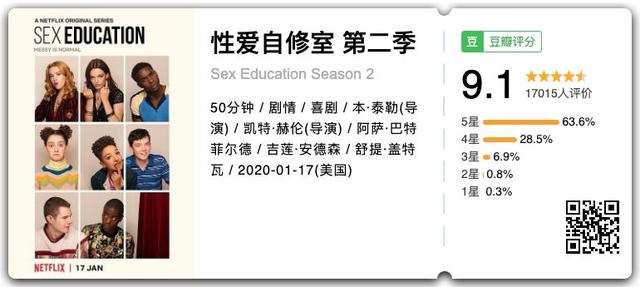 A NETFLIX ORIGINAL SERIES
SEX EDUCATION
MESSY IS NORMAL
NETFLIX | 17 JAN
性爱自修室 第二季
Sex Education Season 2
50分钟 / 剧情 / 喜剧 / 本·泰勒(导
演) / 凯特·赫伦(导演) / 阿萨·巴特
菲尔德 / 吉莲·安德森 / 舒提·盖特
瓦 / 2020-01-17(美国)
豆 豆瓣评分
9.1
17015人评价
5星 63.6%
4星 28.5%
3星 6.9%
2星 0.8%
1星 0.3%